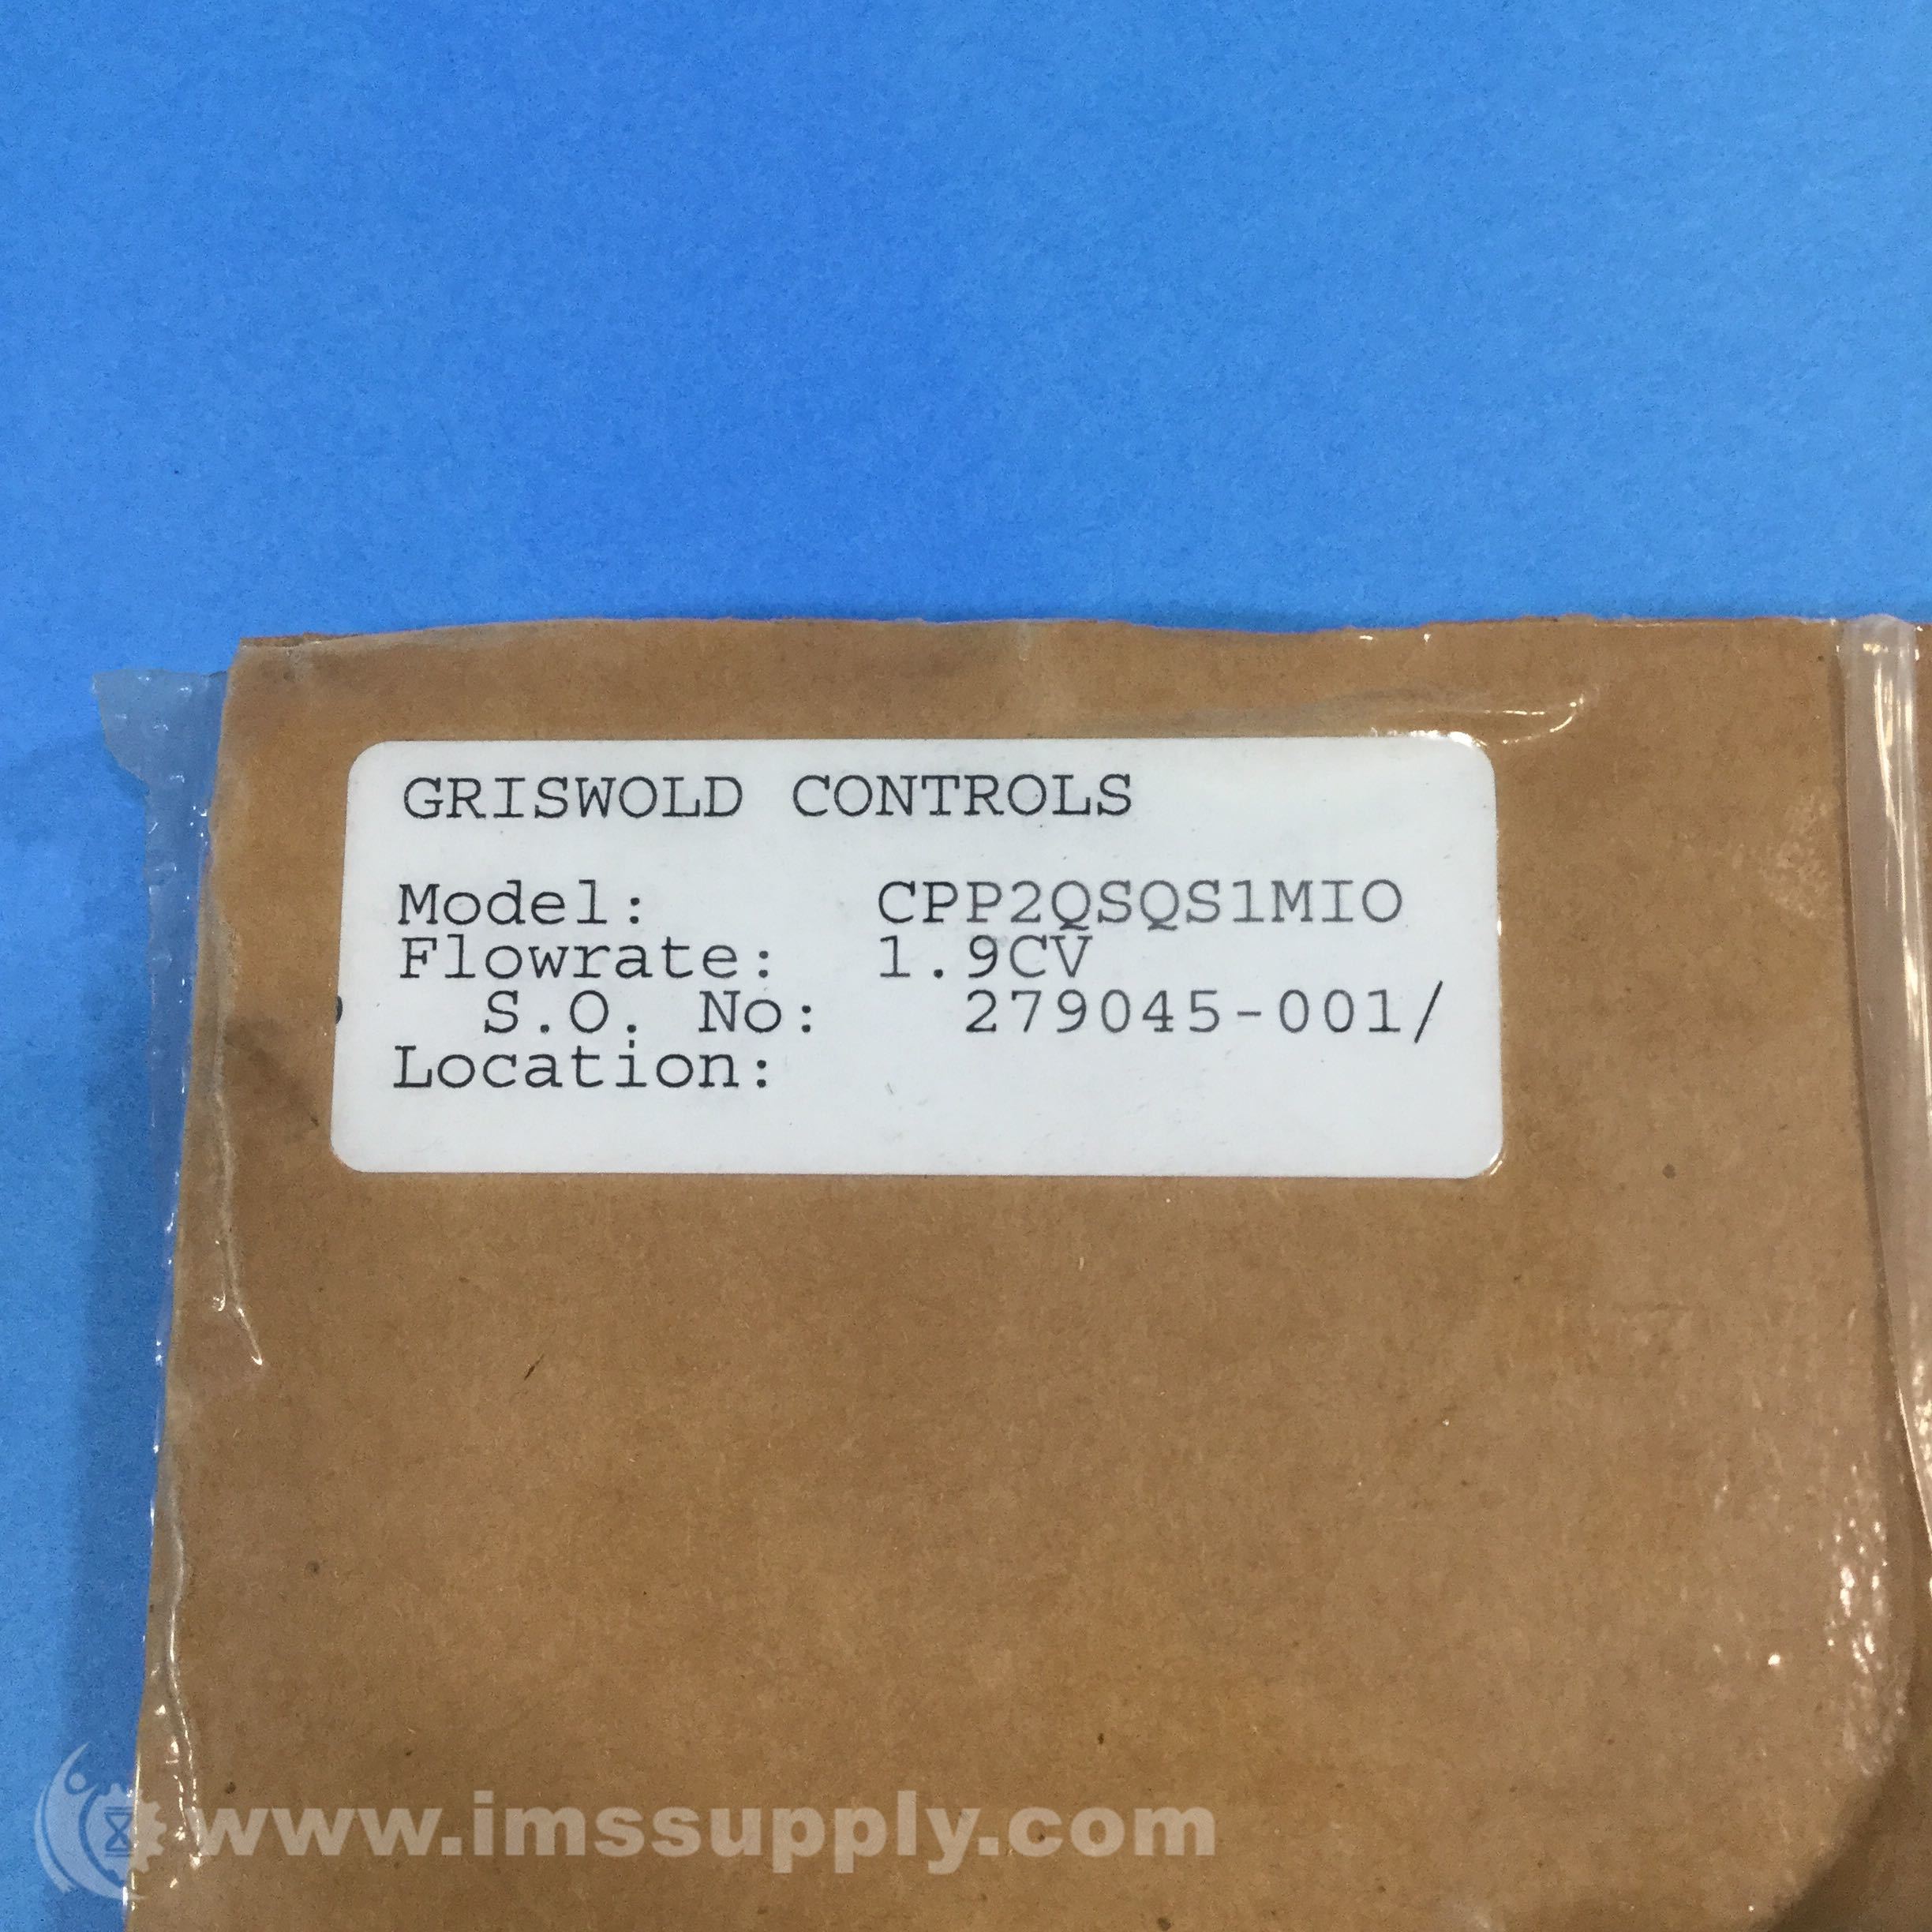 GRISWOLD CONTROLS
Model: CPP2QSQS1MIO
Flowrate: 1.9CV
S.O. No: 279045-001/
Location:
www.imssupply.com